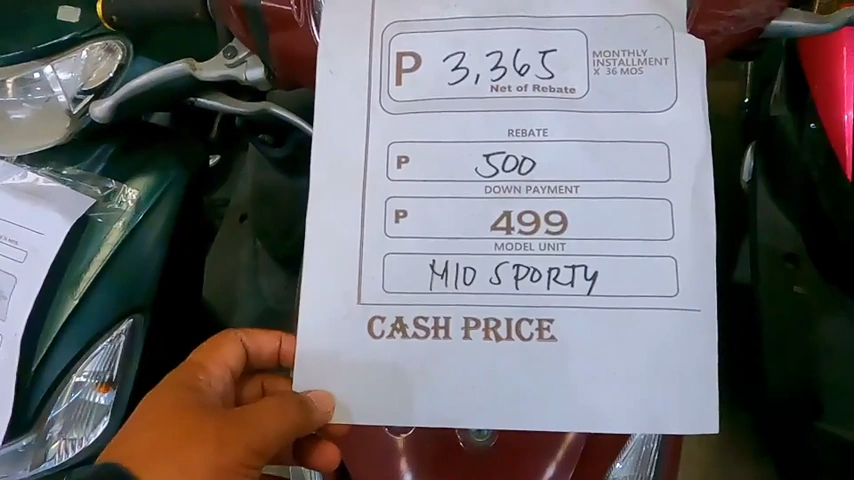 P 3,365
Net of Rebate
MONTHLY
INSTALLMENT
X 36 MOS
REBATE
P 500
DOWN PAYMENT
P 499
MODEL UNIT
MIO SPORTY
CASH PRICE